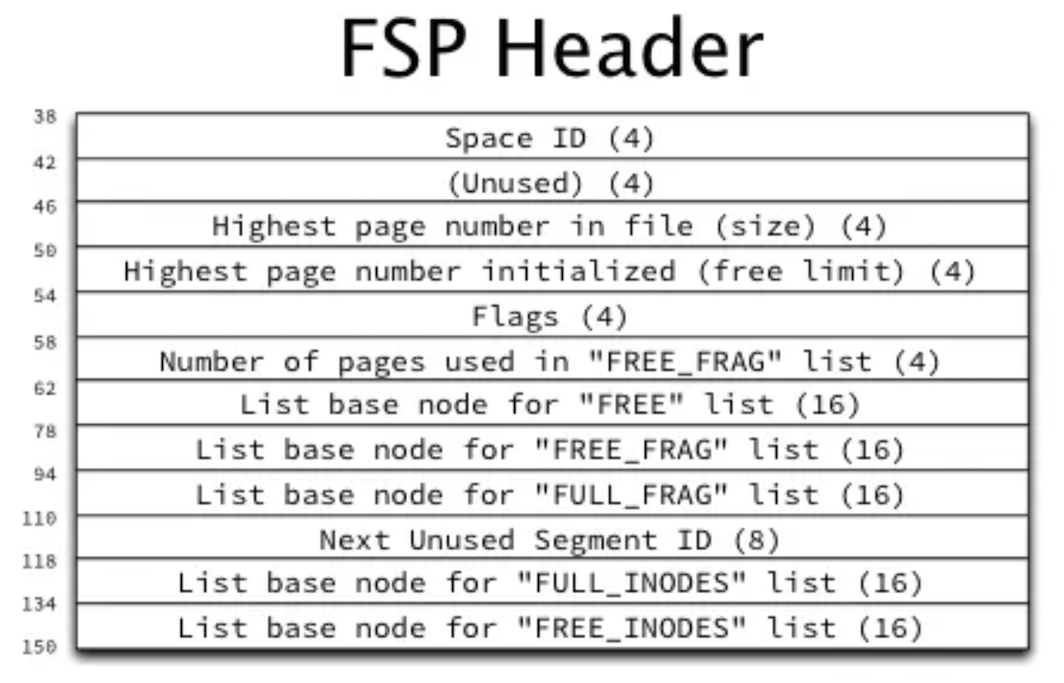 FSP Header
38
Space ID (4)
42
(Unused) (4)
46
Highest page number in file (size) (4)
50
Highest page number initialized (free limit) (4)
54
Flags (4)
58
Number of pages used in "FREE_FRAG" list (4)
62
List base node for "FREE" list (16)
78
List base node for "FREE_FRAG" list (16)
94
List base node for "FULL_FRAG" list (16)
110
Next Unused Segment ID (8)
118
List base node for "FULL_INODES" list (16)
134
List base node for "FREE_INODES" list (16)
150